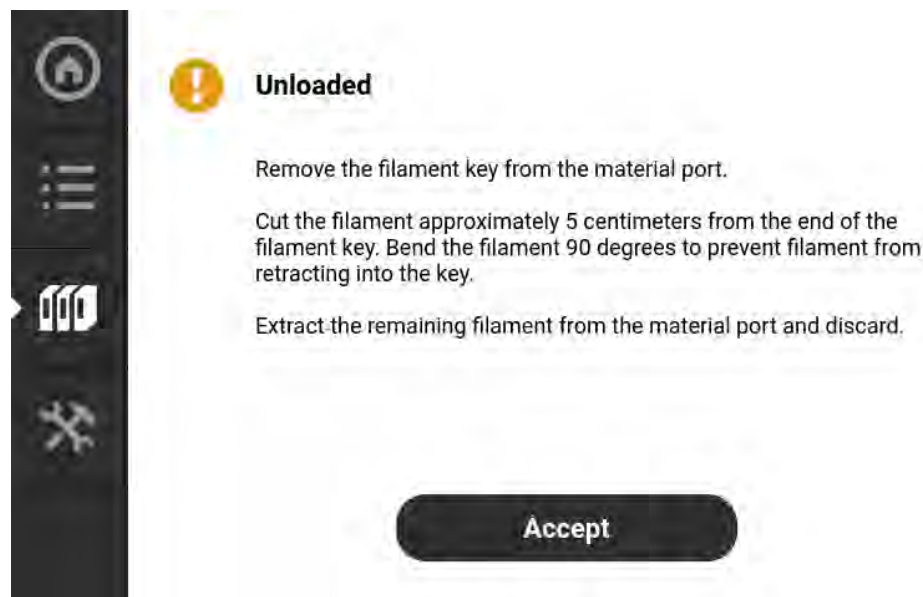 Unloaded
Remove the filament key from the material port.
Cut the filament approximately 5 centimeters from the end of the
filament key. Bend the filament 90 degrees to prevent filament from
retracting into the key.
Extract the remaining filament from the material port and discard.
Accept